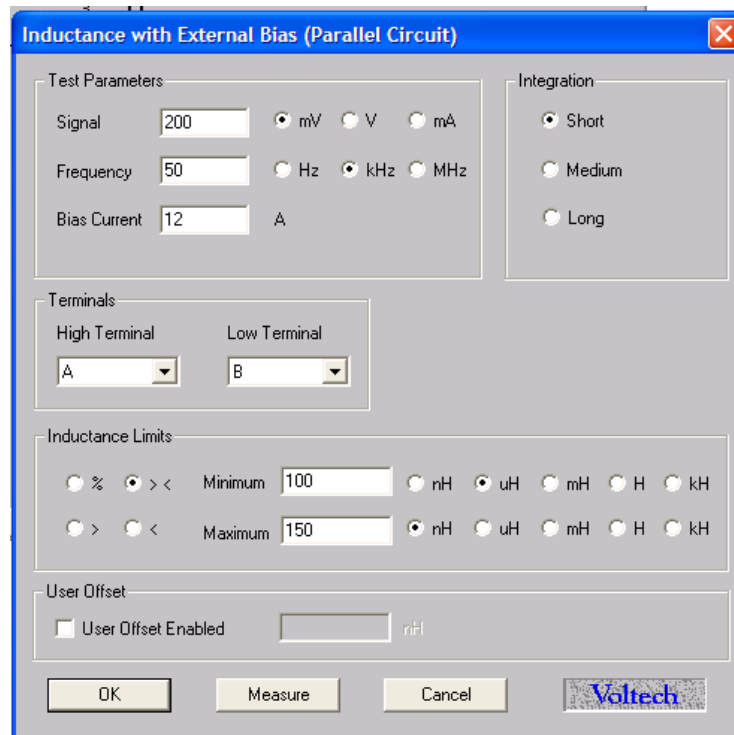 Inductance with External Bias (Parallel Circuit)
Test Parameters
Signal 200 mV V mA
Frequency 50 Hz kHz MHz
Bias Current 12 A
Integration
Short
Medium
Long
Terminals
High Terminal Low Terminal
A B
Inductance Limits
% > < Minimum 100 nH uH mH H kH
> < Maximum 150 nH uH mH H kH
User Offset
User Offset Enabled nH
OK Measure Cancel Voltech